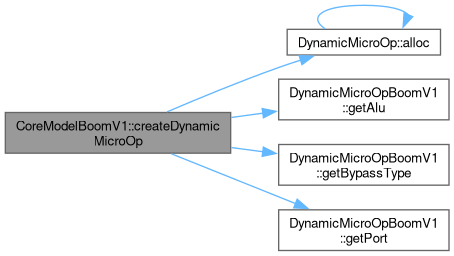 CoreModelBoomV1::createDynamic
MicroOp
DynamicMicroOp::alloc
DynamicMicroOpBoomV1
::getAlu
DynamicMicroOpBoomV1
::getBypassType
DynamicMicroOpBoomV1
::getPort